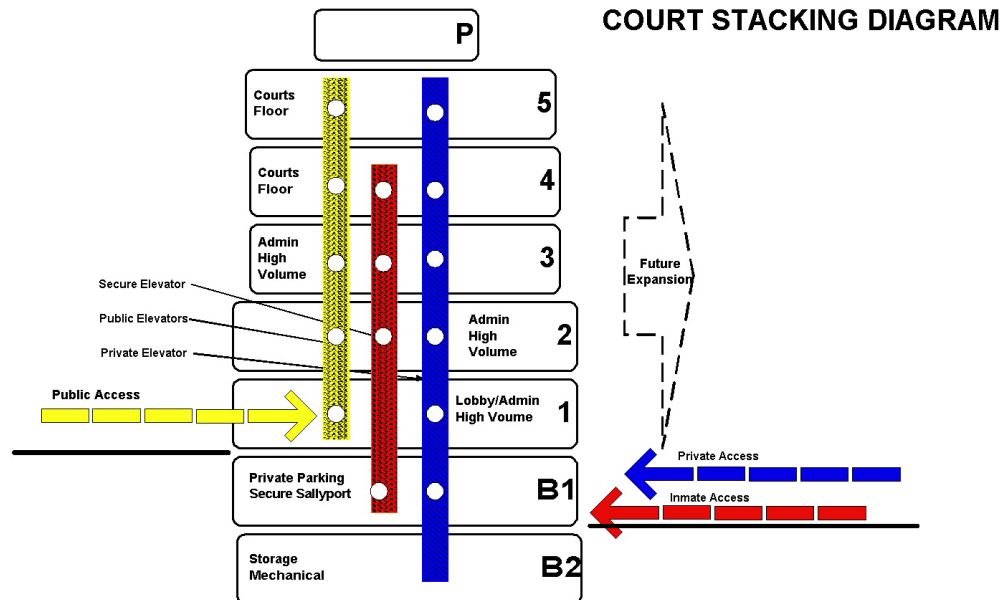 COURT STACKING DIAGRAM
P
Courts
Floor
5
Courts
Floor
4
Admin
High
Volume
3
Future
Expansion
Secure Elevator
Public Elevators
Private Elevator
Admin
High
Volume
2
Public Access
Lobby/Admin
High Voume
1
Private Access
Private Parking
Secure Sallyport
B1
Inmate Access
Storage
Mechanical
B2